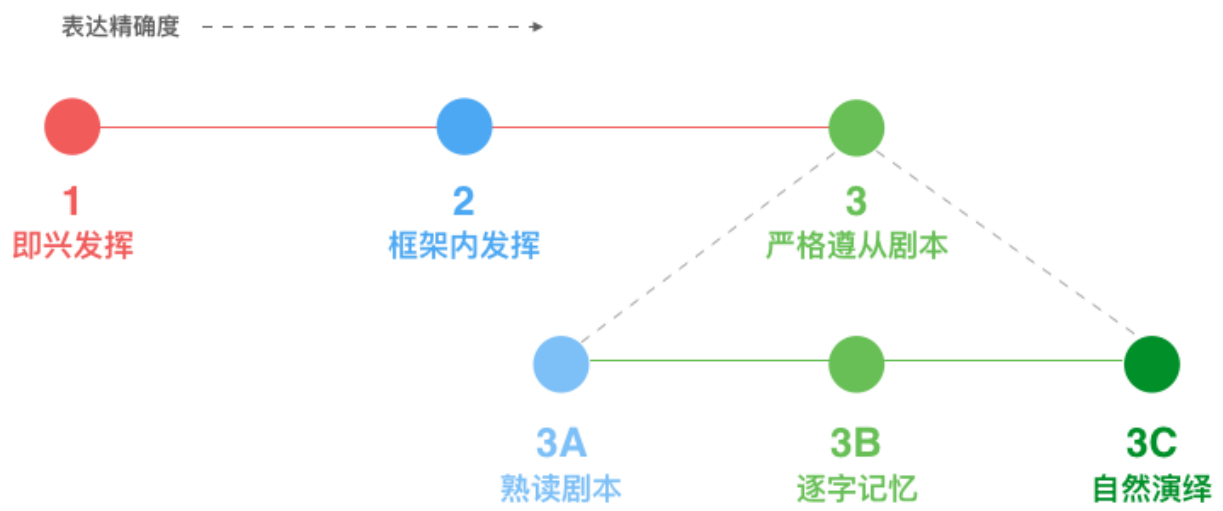 表达精确度
1
2
3
即兴发挥
框架内发挥
严格遵从剧本
3A
3B
3C
熟读剧本
逐字记忆
自然演绎